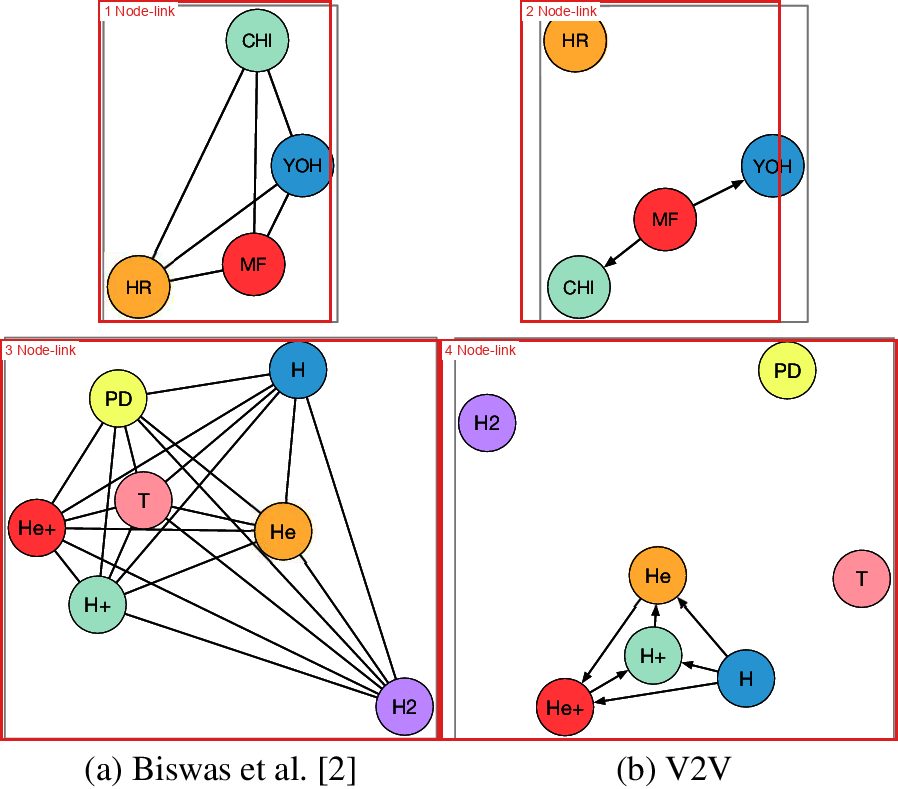 1 Node-link
CHI
YOH
MF
HR
2 Node-link
HR
YOH
MF
CHI
3 Node-link
H
PD
T
He+
He
H+
H2
4 Node-link
PD
H2
He
T
H+
H
He+
(a) Biswas et al. [2]
(b) V2V